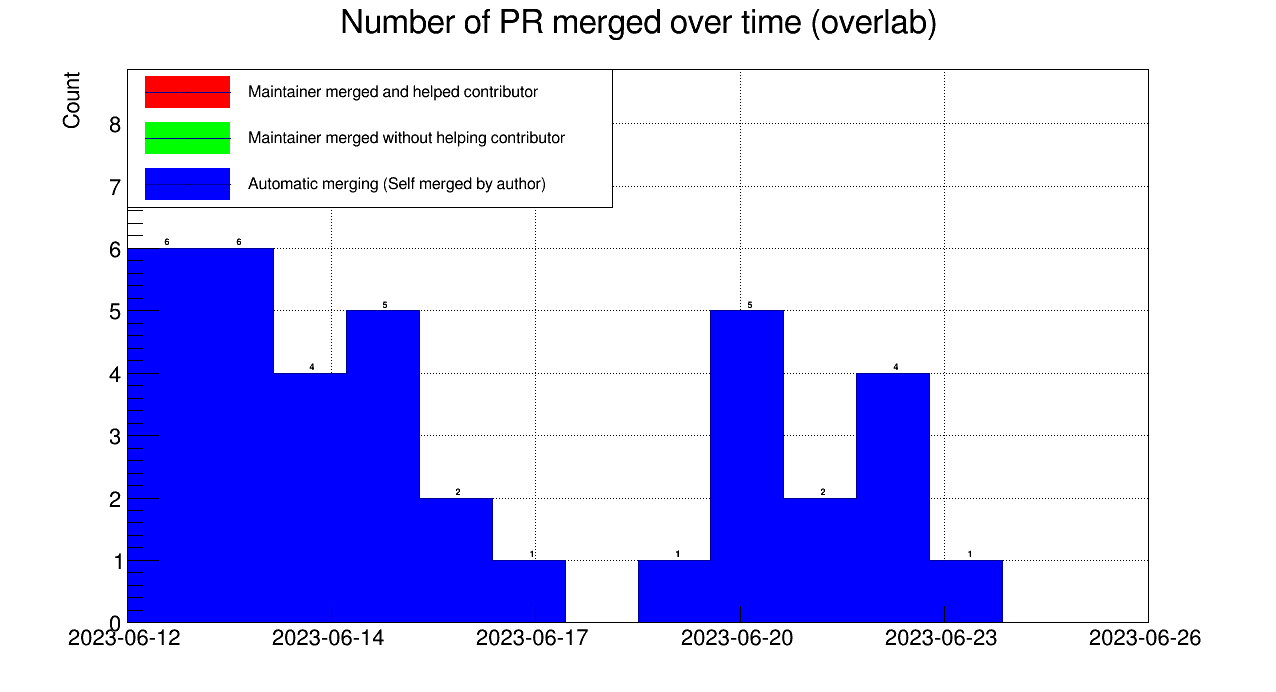 Number of PR merged over time (overlab)
Count
Maintainer merged and helped contributor
Maintainer merged without helping contributor
Automatic merging (Self merged by author)
8
7
6
5
4
3
2
1
0
6 6 4 5 2 1 1 5 2 4 1
2023-06-12 2023-06-14 2023-06-17 2023-06-20 2023-06-23 2023-06-26